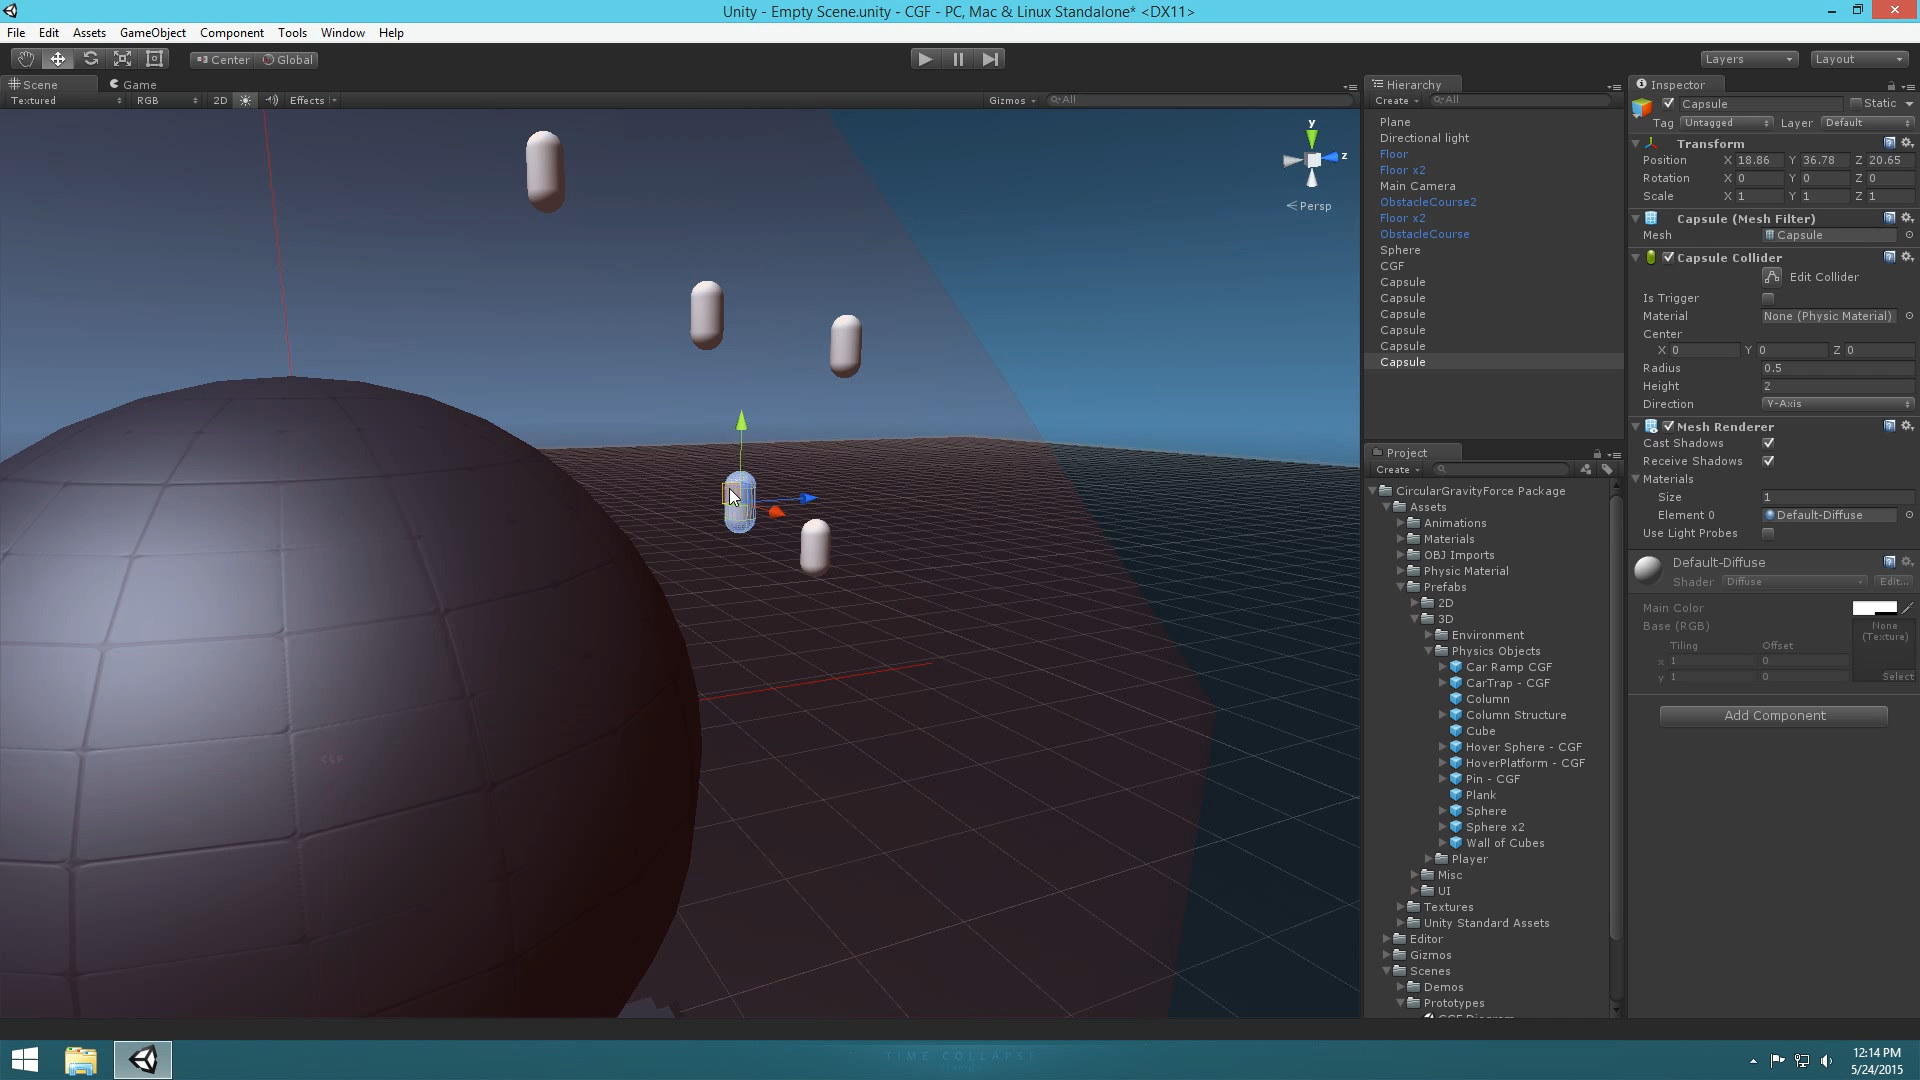 Unity - Empty Scene.unity - CGF - PC, Mac & Linux Standalone* <DX11>
File Edit Assets GameObject Component Tools Window Help
Center Global
Layers Layout
Scene Game
Textured RGB 2D Effects Gizmos All
y
z
Persp
CGF
Hierarchy
Create All
Plane
Directional light
Floor
Floor x2
Main Camera
ObstacleCourse2
Floor x2
ObstacleCourse
Sphere
CGF
Capsule
Capsule
Capsule
Capsule
Capsule
Capsule
Project
Create
CircularGravityForce Package
Assets
Animations
Materials
OBJ Imports
Physic Material
Prefabs
2D
3D
Environment
Physics Objects
Car Ramp CGF
CarTrap - CGF
Column
Column Structure
Cube
Hover Sphere - CGF
HoverPlatform - CGF
Pin - CGF
Plank
Sphere
Sphere x2
Wall of Cubes
Player
Misc
UI
Textures
Unity Standard Assets
Editor
Gizmos
Scenes
Demos
Prototypes
Inspector
Capsule Static
Tag Untagged Layer Default
Transform
Position X 18.86 Y 36.78 Z 20.65
Rotation X 0 Y 0 Z 0
Scale X 1 Y 1 Z 1
Capsule (Mesh Filter)
Mesh Capsule
Capsule Collider
Edit Collider
Is Trigger
Material None (Physic Material)
Center
X 0 Y 0 Z 0
Radius 0.5
Height 2
Direction Y-Axis
Mesh Renderer
Cast Shadows
Receive Shadows
Materials
Size 1
Element 0 Default-Diffuse
Use Light Probes
Default-Diffuse
Shader Diffuse Edit...
Main Color
Base (RGB) None
(Texture)
Tiling Offset
x 1 0
y 1 0 Select
Add Component
TIME COLLAPSE
12:14 PM
5/24/2015